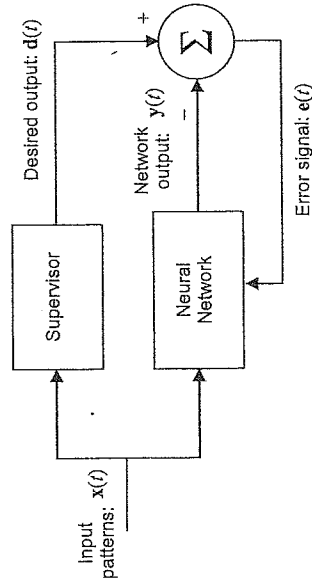 Input
patterns: x(t)
Supervisor
Desired output: d(t)
Neural
Network
Network
output: y(t)
+
−
Σ
Error signal: e(t)